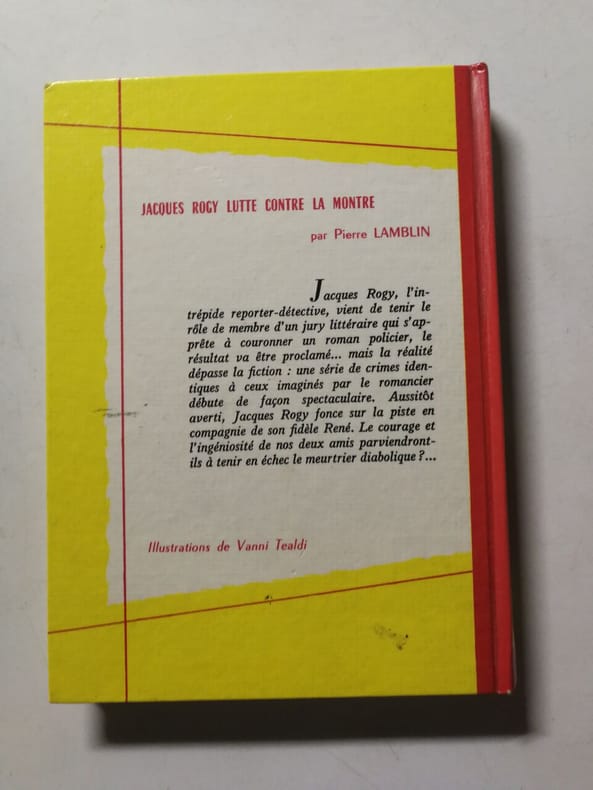 JACQUES ROGY LUTTE CONTRE LA MONTRE
par Pierre LAMBLIN
Jacques Rogy, l'in-
trépide reporter-détective, vient de tenir le
rôle de membre d'un jury littéraire qui s'ap-
prête à couronner un roman policier, le
résultat va être proclamé... mais la réalité
dépasse la fiction : une série de crimes iden-
tiques à ceux imaginés par le romancier
débute de façon spectaculaire. Aussitôt
averti, Jacques Rogy fonce sur la piste en
compagnie de son fidèle René. Le courage et
l'ingéniosité de nos deux amis parviendront-
ils à tenir en échec le meurtrier diabolique ?...
Illustrations de Vanni Tealdi